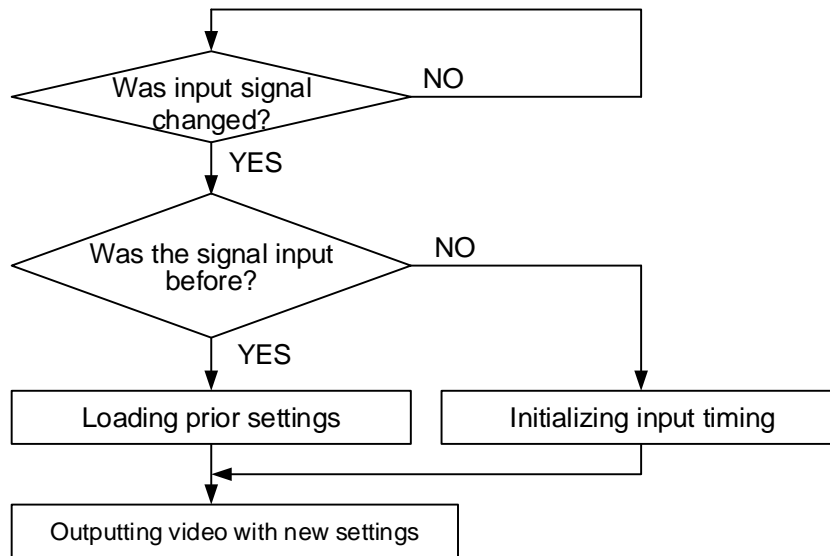 Was input signal
changed?
NO
YES
Was the signal input
before?
NO
YES
Loading prior settings
Initializing input timing
Outputting video with new settings